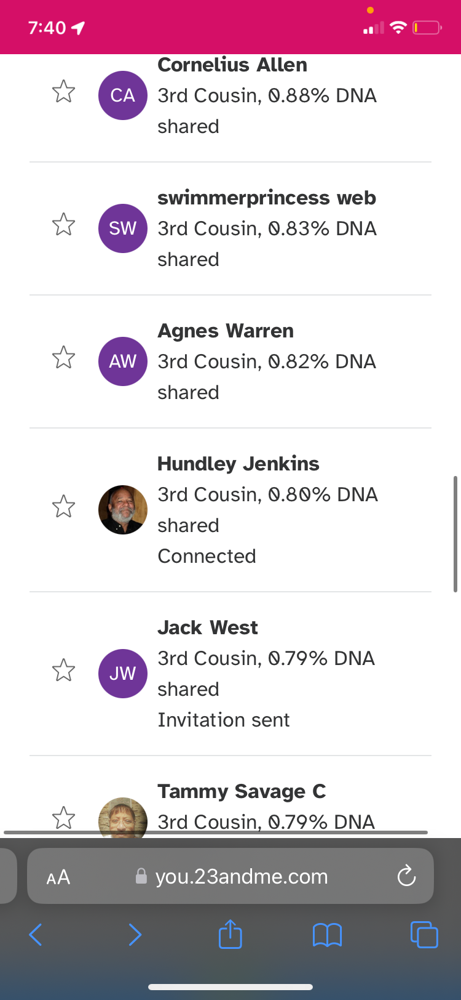 7:40
Cornelius Allen
CA
3rd Cousin, 0.88% DNA
shared
swimmerprincess web
SW
3rd Cousin, 0.83% DNA
shared
Agnes Warren
AW
3rd Cousin, 0.82% DNA
shared
Hundley Jenkins
3rd Cousin, 0.80% DNA
shared
Connected
Jack West
JW
3rd Cousin, 0.79% DNA
shared
Invitation sent
Tammy Savage C
3rd Cousin, 0.79% DNA
AA
you.23andme.com